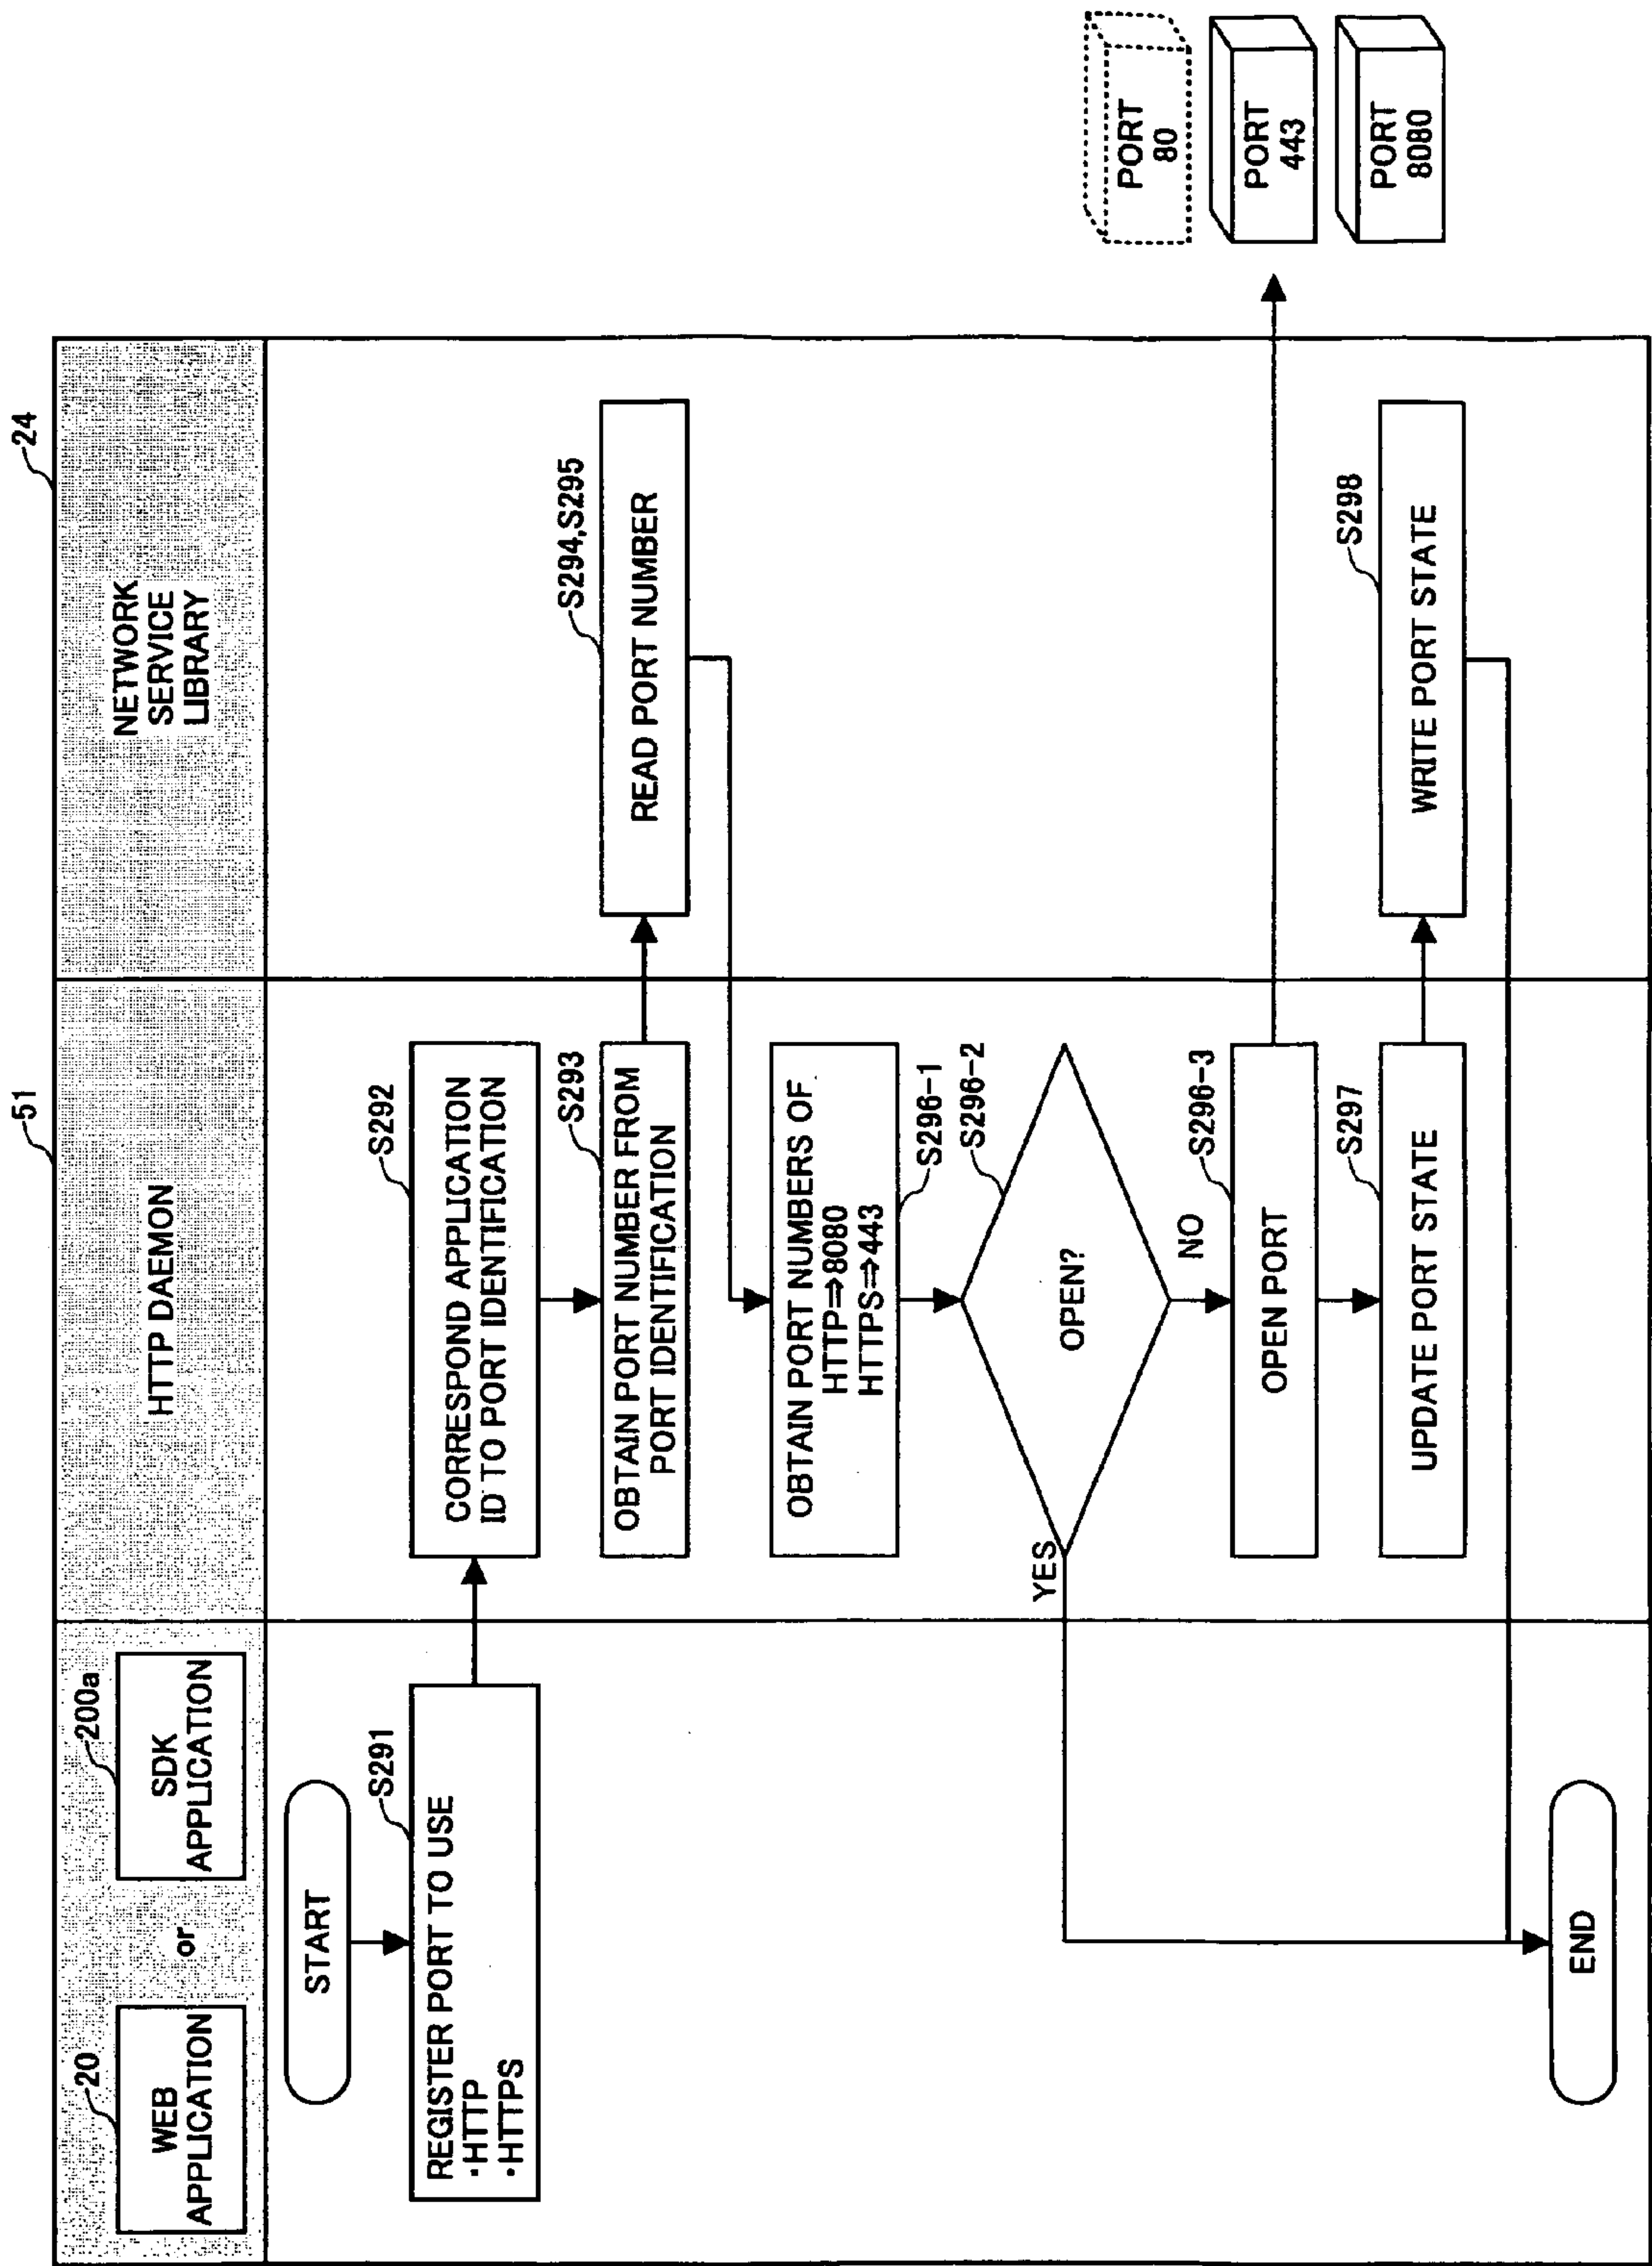 20
WEB
APPLICATION
or
200a
SDK
APPLICATION
51
HTTP DAEMON
24
NETWORK
SERVICE
LIBRARY
START
S291
REGISTER PORT TO USE
·HTTP
·HTTPS
S292
CORRESPOND APPLICATION
ID TO PORT IDENTIFICATION
S293
OBTAIN PORT NUMBER FROM
PORT IDENTIFICATION
S294,S295
READ PORT NUMBER
OBTAIN PORT NUMBERS OF
HTTP⇒8080
HTTPS⇒443
S296-1
S296-2
OPEN?
YES
NO
S296-3
OPEN PORT
S297
UPDATE PORT STATE
S298
WRITE PORT STATE
END
PORT
80
PORT
443
PORT
8080